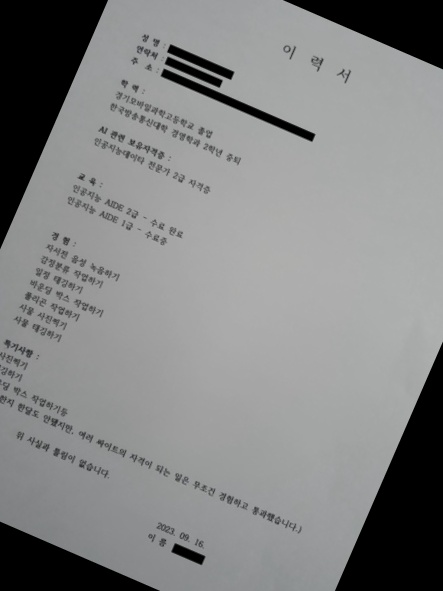 이 력 서
성 명 :
연락처 :
주 소 :
학 력 :
경기모바일과학고등학교 졸업
한국방송통신대학 경영학과 2학년 중퇴
AI 관련 보유자격증 :
인공지능데이터 전문가 2급 자격증
교 육 :
인공지능 AIDE 2급 - 수료 완료
인공지능 AIDE 1급 - 수료중
경 험 :
자서전 음성 녹음하기
감정분류 작업하기
일정 태깅하기
바운딩 박스 작업하기
폴리곤 작업하기
사물 사진찍기
사물 태깅하기
특기사항 :
사진찍기
깅하기
딩 박스 작업하기등
한지 한달도 안됐지만, 여러 싸이트의 자격이 되는 일은 무조건 경험하고 통과했습니다.)
위 사실과 틀림이 없습니다.
2023. 09. 16.
이 름